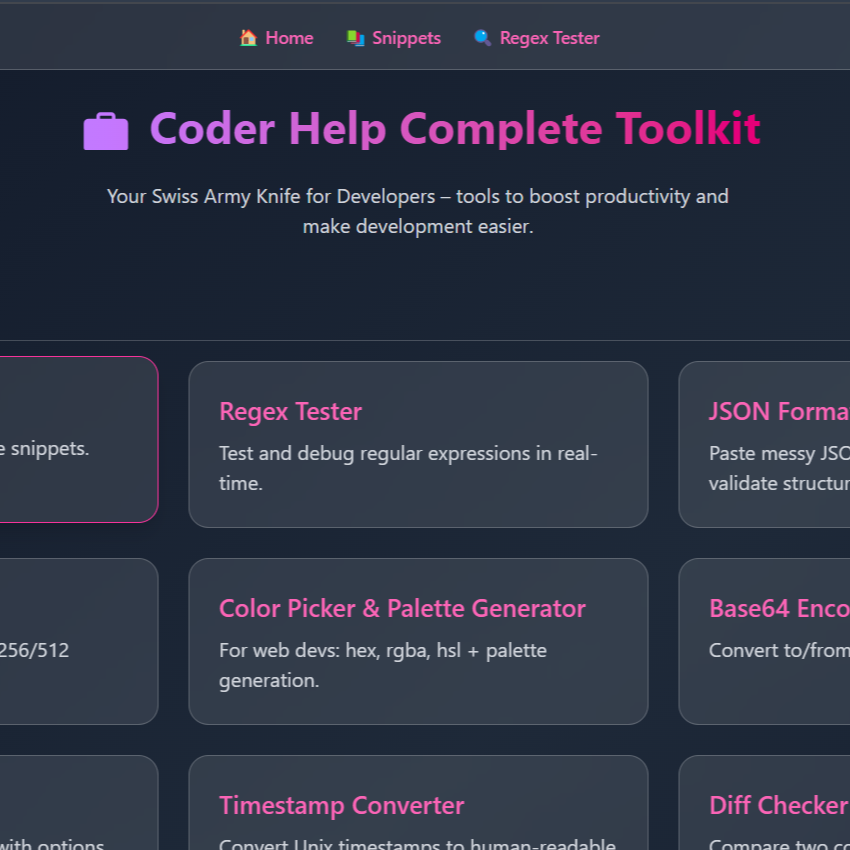 Home Snippets Regex Tester
Coder Help Complete Toolkit
Your Swiss Army Knife for Developers – tools to boost productivity and
make development easier.
snippets.
Regex Tester
Test and debug regular expressions in real-
time.
JSON Forma
Paste messy JSO
validate structur
256/512
Color Picker & Palette Generator
For web devs: hex, rgba, hsl + palette
generation.
Base64 Enco
Convert to/from
with options
Timestamp Converter
Convert Unix timestamps to human-readable
Diff Checker
Compare two co